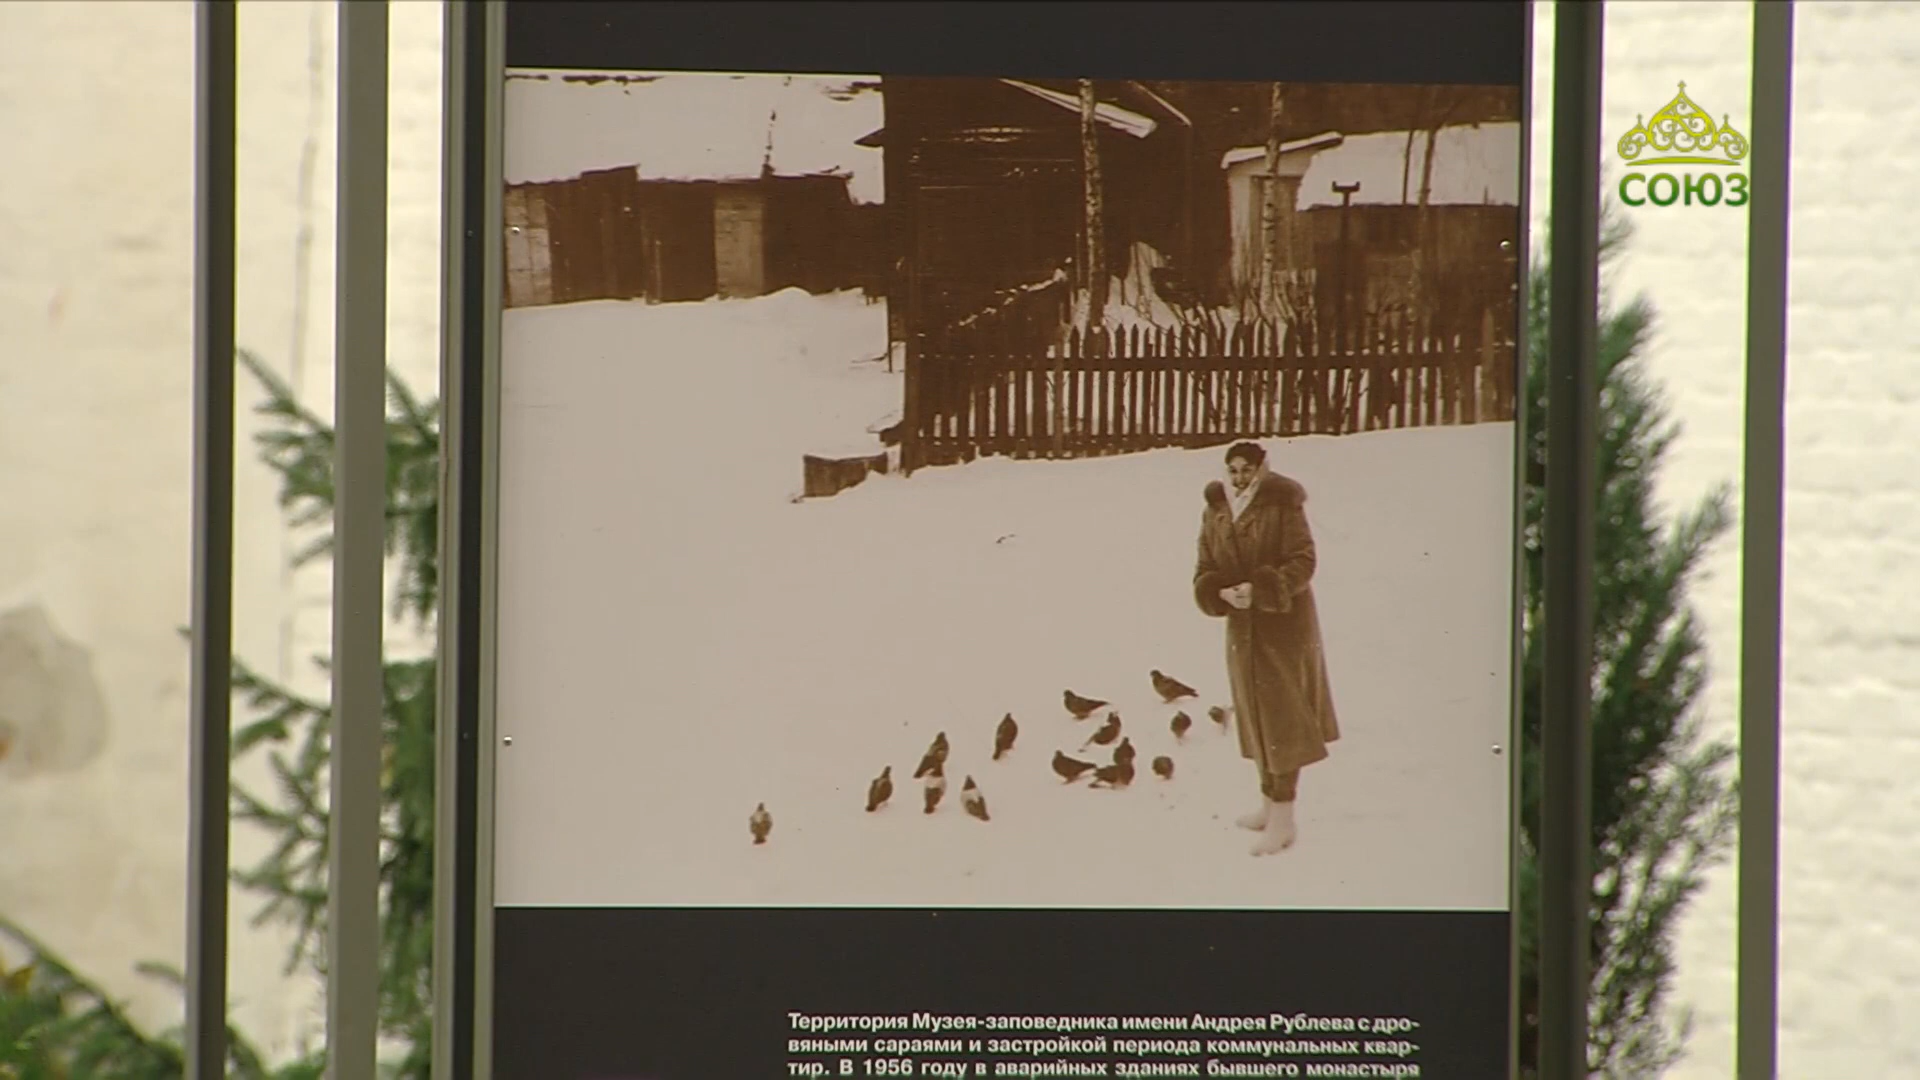 СОЮЗ
Территория Музея-заповедника имени Андрея Рублева с дро-
вяными сараями и застройкой периода коммунальных квар-
тир. В 1956 году в аварийных зданиях бывшего монастыря